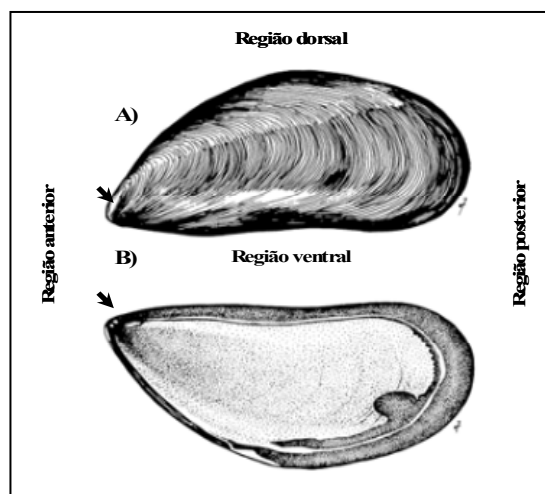 Região dorsal
A)
Região anterior
Região posterior
B)
Região ventral